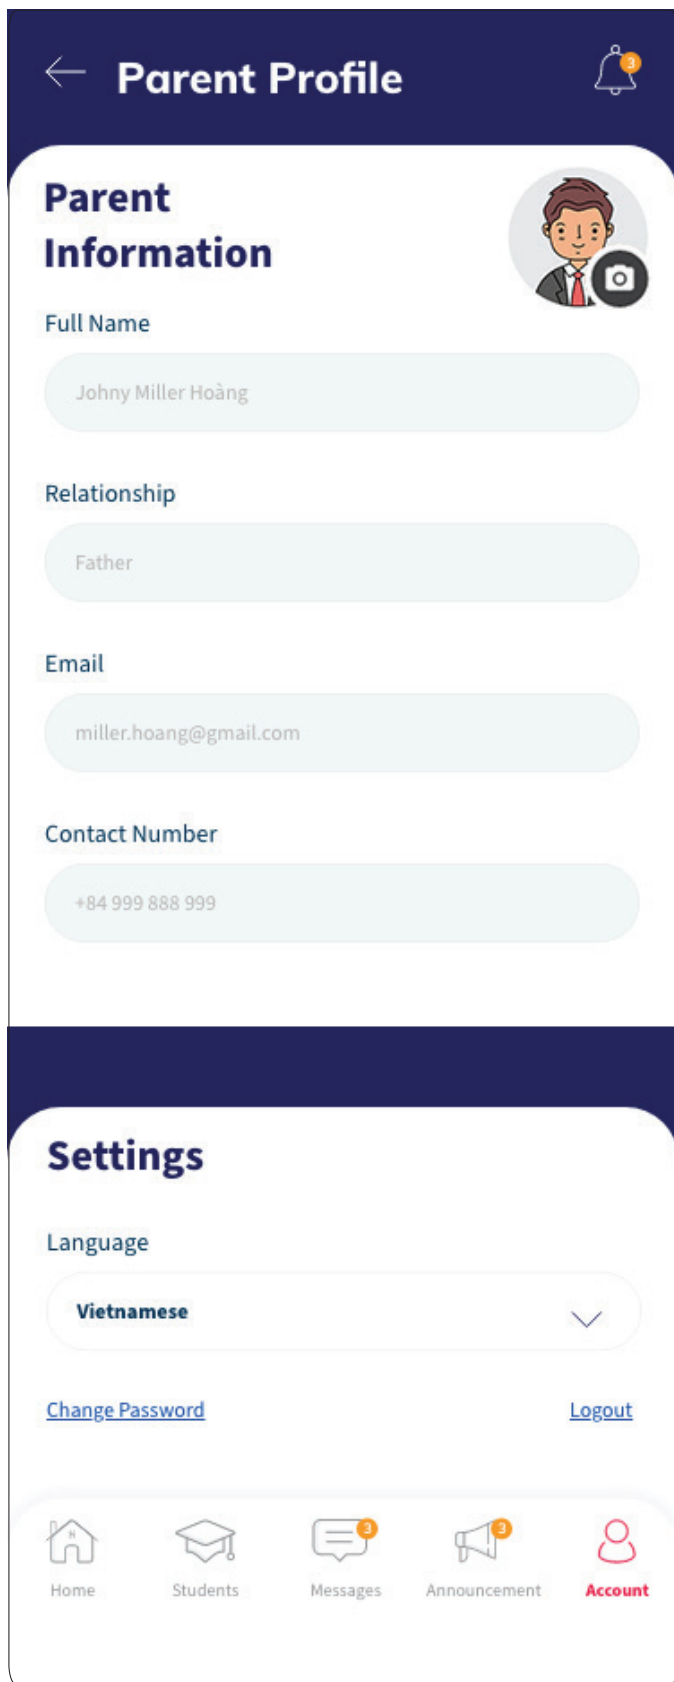 Parent Profile
3
Parent
Information
Full Name
Johny Miller Hoàng
Relationship
Father
Email
miller.hoang@gmail.com
Contact Number
+84 999 888 999
Settings
Language
Vietnamese
Change Password Logout
H
3 3
Home Students Messages Announcement Account